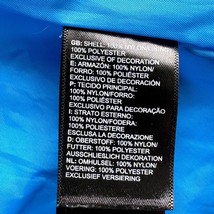 GB: SHELL: 100% NYLON/
100% POLYESTER
EXCLUSIVE OF DECORATION
E: ARMAZÓN: 100% NYLON/
FORRO: 100% POLIÉSTER
EXCLUSIVO DE DECORACIÓN
P: TECIDO PRINCIPAL:
100% NYLON/FORRO:
100% POLIÉSTER
EXCLUSIVO PARA DECORAÇÃO
I: STRATO ESTERNO:
100% NYLON/FODERA:
100% POLIESTERE
ESCLUSA LA DECORAZIONE
D: OBERSTOFF: 100% NYLON/
FUTTER: 100% POLYESTER
AUSSCHLIEßLICH DEKORATION
NL: OMHULSEL: 100% NYLON/
VOERING: 100% POLYESTER
EXCLUSIEF VERSIERING